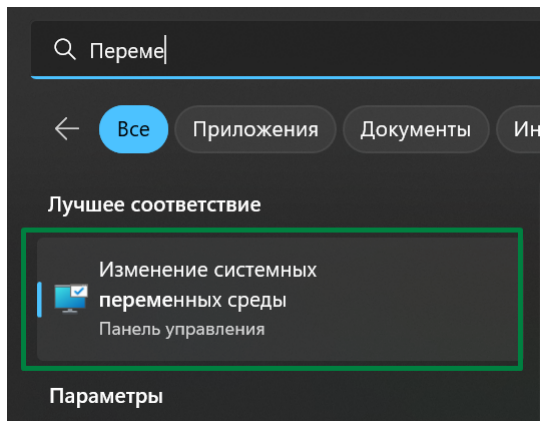 Переме
Все Приложения Документы Ин
Лучшее соответствие
Изменение системных
переменных среды
Панель управления
Параметры